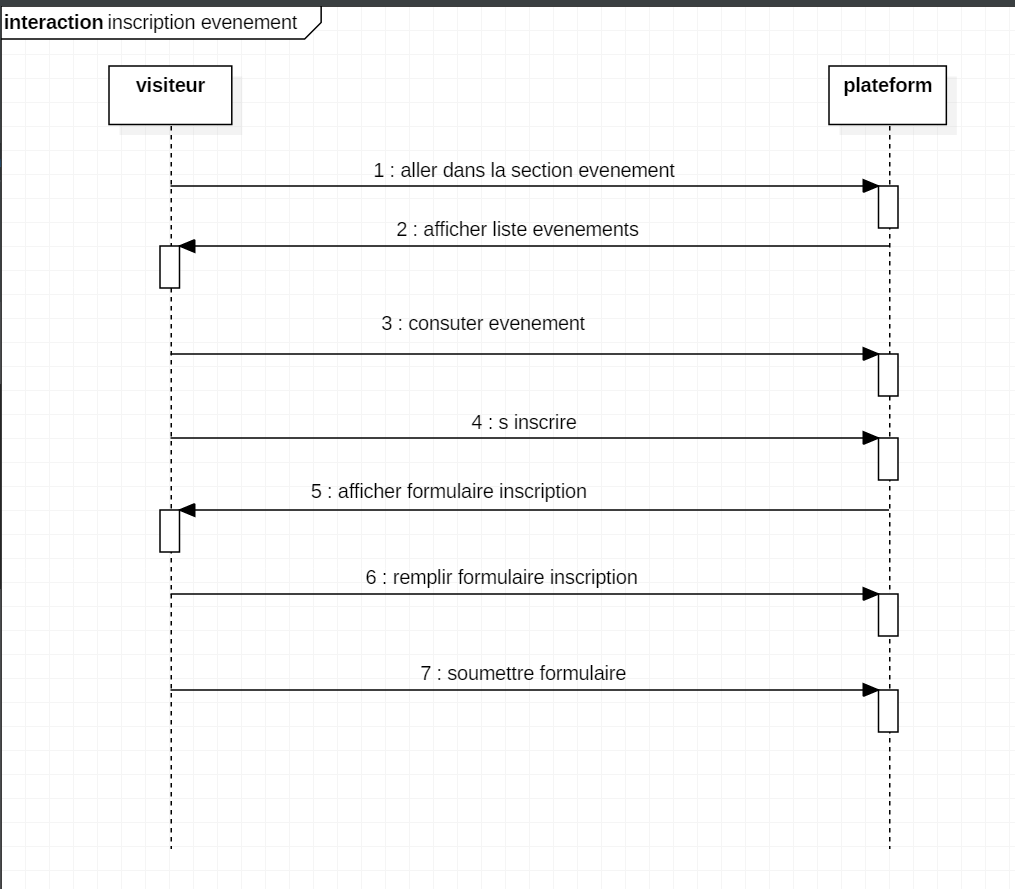 interaction inscription evenement
visiteur
plateform
1 : aller dans la section evenement
2 : afficher liste evenements
3 : consuter evenement
4 : s inscrire
5 : afficher formulaire inscription
6 : remplir formulaire inscription
7 : soumettre formulaire